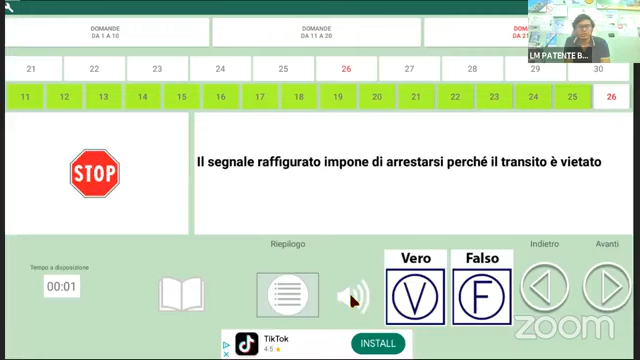 DOMANDE
DA 1 A 10
DOMANDE
DA 11 A 20
LM PATENTE B...
21 22 23 24 25 26 27 28 29 30
11 12 13 14 15 16 17 18 19 20 21 22 23 24 25 26
STOP
Il segnale raffigurato impone di arrestarsi perché il transito è vietato
Riepilogo
Indietro
Avanti
Tempo a disposizione
00:01
Vero
Falso
V
F
TikTok
4.5
INSTALL
zoom